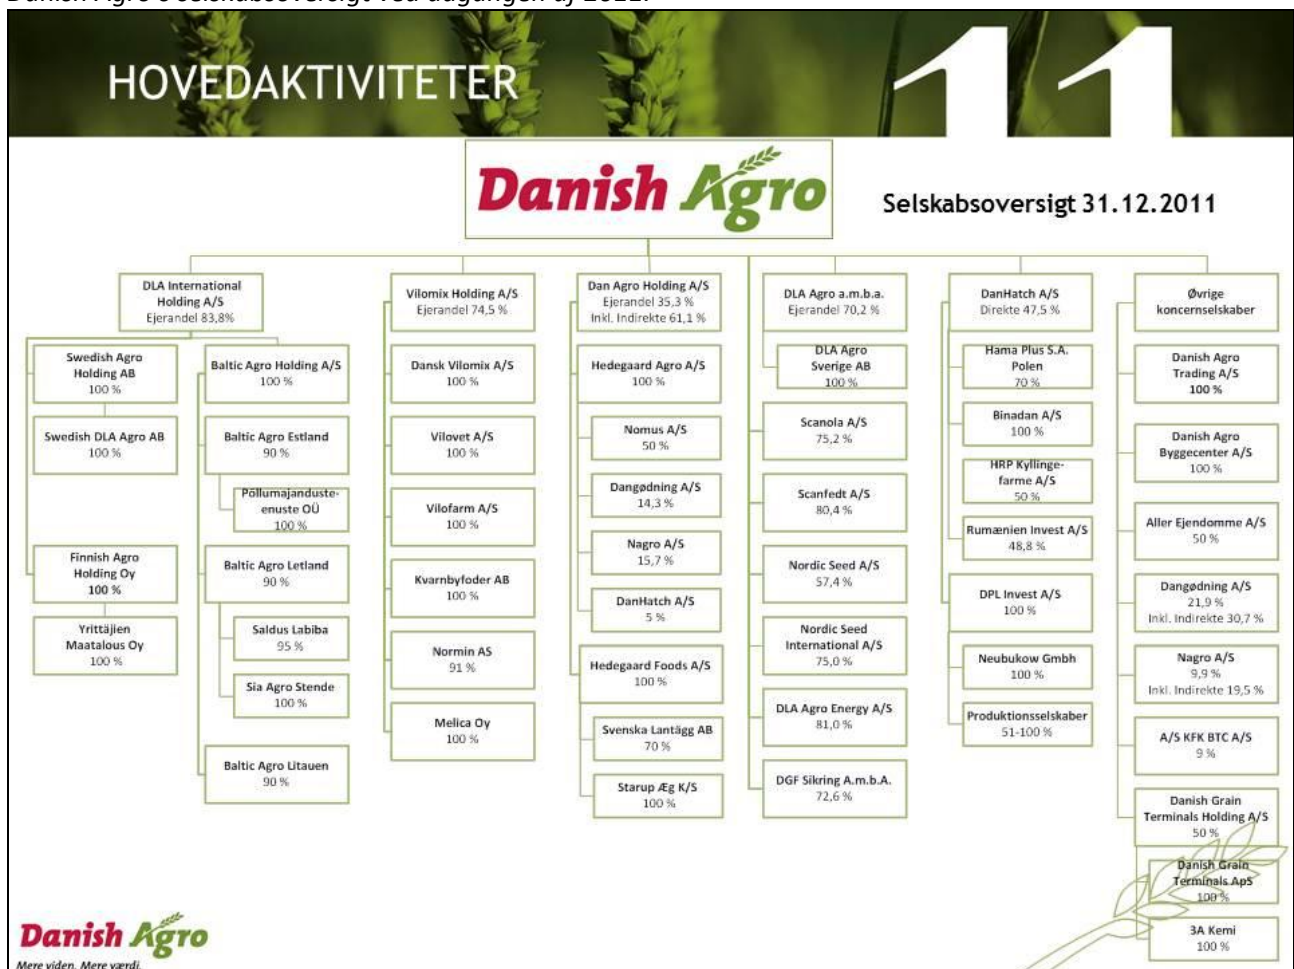 Danish Agro's selskabsoversigt ved udgangen af 2011:
HOVEDAKTIVITETER
11
Danish Agro
Selskabsoversigt 31.12.2011
DLA International
Holding A/S
Ejerandel 83,8%
Swedish Agro
Holding AB
100 %
Swedish DLA Agro AB
100 %
Finnish Agro
Holding Oy
100 %
Yrittäjien
Maatalous Oy
100 %
Baltic Agro Holding A/S
100 %
Baltic Agro Estland
90 %
Põllumajanduste-
enuste OÜ
100 %
Baltic Agro Letland
90 %
Saldus Labiba
95 %
Sia Agro Stende
100 %
Baltic Agro Litauen
90 %
Vilomix Holding A/S
Ejerandel 74,5 %
Dansk Vilomix A/S
100 %
Vilovet A/S
100 %
Vilofarm A/S
100 %
Kvarnbyfoder AB
100 %
Normin AS
91 %
Melica Oy
100 %
Dan Agro Holding A/S
Ejerandel 35,3 %
Inkl. Indirekte 61,1 %
Hedegaard Agro A/S
100 %
Nomus A/S
50 %
Dangødning A/S
14,3 %
Nagro A/S
15,7 %
DanHatch A/S
5 %
Hedegaard Foods A/S
100 %
Svenska Lantägg AB
70 %
Starup Æg K/S
100 %
DLA Agro a.m.b.a.
Ejerandel 70,2 %
DLA Agro
Sverige AB
100 %
Scanola A/S
75,2 %
Scanfedt A/S
80,4 %
Nordic Seed A/S
57,4 %
Nordic Seed
International A/S
75,0 %
DLA Agro Energy A/S
81,0 %
DGF Sikring A.m.b.A.
72,6 %
DanHatch A/S
Direkte 47,5 %
Hama Plus S.A.
Polen
70 %
Binadan A/S
100 %
HRP Kyllinge-
farme A/S
50 %
Rumænien Invest A/S
48,8 %
DPL Invest A/S
100 %
Neubukow Gmbh
100 %
Produktionsselskaber
51-100 %
Øvrige
koncernselskaber
Danish Agro
Trading A/S
100 %
Danish Agro
Byggecenter A/S
100 %
Aller Ejendomme A/S
50 %
Dangødning A/S
21,9 %
Inkl. Indirekte 30,7 %
Nagro A/S
9,9 %
Inkl. Indirekte 19,5 %
A/S KFK BTC A/S
9 %
Danish Grain
Terminals Holding A/S
50 %
Danish Grain
Terminals ApS
100 %
3A Kemi
100 %
Danish Agro
Mere viden. Mere værdi.